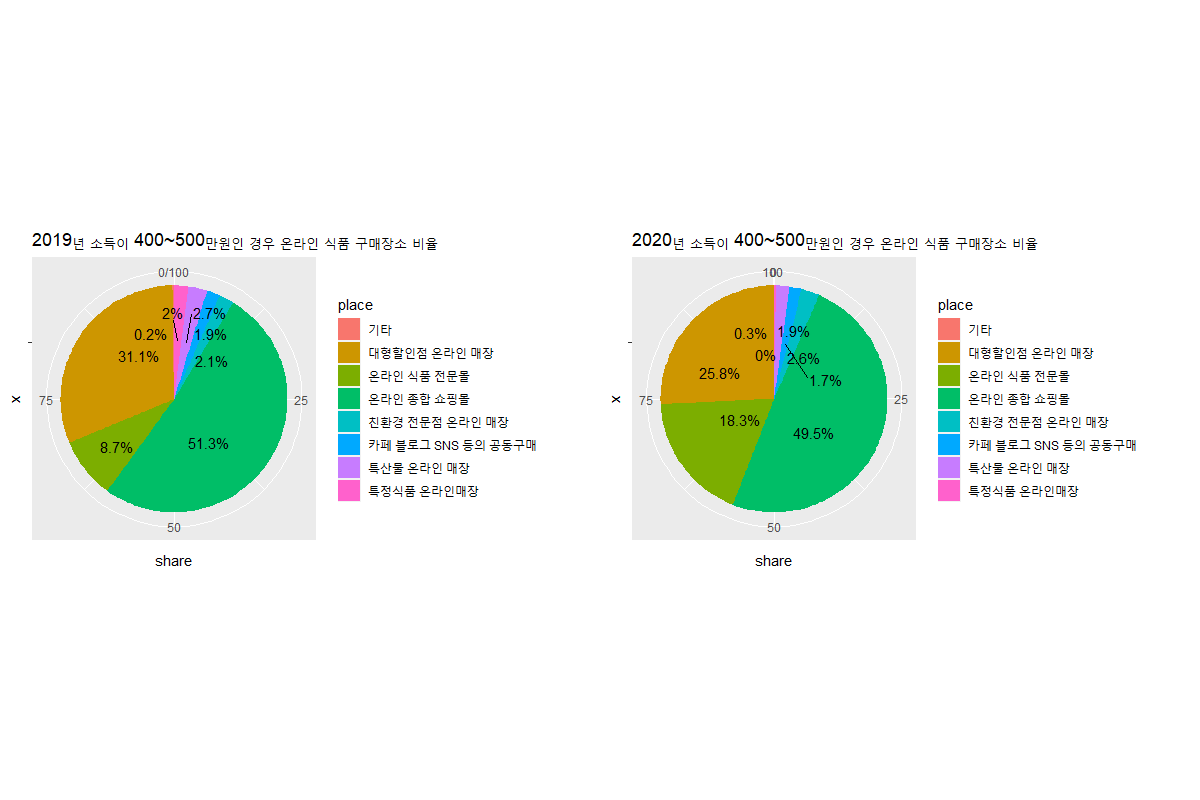 2019년 소득이 400~500만원인 경우 온라인 식품 구매장소 비율
0/100
25
50
75
2%
2.7%
0.2%
1.9%
31.1%
2.1%
8.7%
51.3%
x
share
place
기타
대형할인점 온라인 매장
온라인 식품 전문몰
온라인 종합 쇼핑몰
친환경 전문점 온라인 매장
카페 블로그 SNS 등의 공동구매
특산물 온라인 매장
특정식품 온라인매장
2020년 소득이 400~500만원인 경우 온라인 식품 구매장소 비율
0
100
25
50
75
0.3%
1.9%
0%
2.6%
25.8%
1.7%
18.3%
49.5%
x
share
place
기타
대형할인점 온라인 매장
온라인 식품 전문몰
온라인 종합 쇼핑몰
친환경 전문점 온라인 매장
카페 블로그 SNS 등의 공동구매
특산물 온라인 매장
특정식품 온라인매장